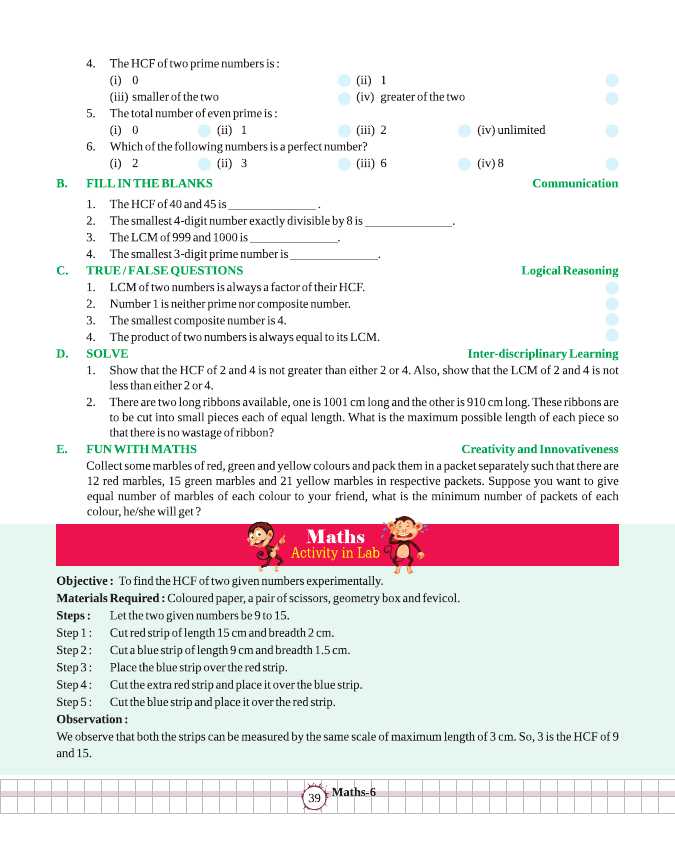 4. The HCF of two prime numbers is :
(i) 0 (ii) 1
(iii) smaller of the two (iv) greater of the two
5. The total number of even prime is :
(i) 0 (ii) 1 (iii) 2 (iv) unlimited
6. Which of the following numbers is a perfect number?
(i) 2 (ii) 3 (iii) 6 (iv) 8
B. FILL IN THE BLANKS Communication
1. The HCF of 40 and 45 is _______________ .
2. The smallest 4-digit number exactly divisible by 8 is _______________.
3. The LCM of 999 and 1000 is _______________.
4. The smallest 3-digit prime number is _______________.
C. TRUE / FALSE QUESTIONS Logical Reasoning
1. LCM of two numbers is always a factor of their HCF.
2. Number 1 is neither prime nor composite number.
3. The smallest composite number is 4.
4. The product of two numbers is always equal to its LCM.
D. SOLVE Inter-discriplinary Learning
1. Show that the HCF of 2 and 4 is not greater than either 2 or 4. Also, show that the LCM of 2 and 4 is not
less than either 2 or 4.
2. There are two long ribbons available, one is 1001 cm long and the other is 910 cm long. These ribbons are
to be cut into small pieces each of equal length. What is the maximum possible length of each piece so
that there is no wastage of ribbon?
E. FUN WITH MATHS Creativity and Innovativeness
Collect some marbles of red, green and yellow colours and pack them in a packet separately such that there are
12 red marbles, 15 green marbles and 21 yellow marbles in respective packets. Suppose you want to give
equal number of marbles of each colour to your friend, what is the minimum number of packets of each
colour, he/she will get ?
Maths
Activity in Lab
Objective : To find the HCF of two given numbers experimentally.
Materials Required : Coloured paper, a pair of scissors, geometry box and fevicol.
Steps : Let the two given numbers be 9 to 15.
Step 1 : Cut red strip of length 15 cm and breadth 2 cm.
Step 2 : Cut a blue strip of length 9 cm and breadth 1.5 cm.
Step 3 : Place the blue strip over the red strip.
Step 4 : Cut the extra red strip and place it over the blue strip.
Step 5 : Cut the blue strip and place it over the red strip.
Observation :
We observe that both the strips can be measured by the same scale of maximum length of 3 cm. So, 3 is the HCF of 9
and 15.
39 Maths-6